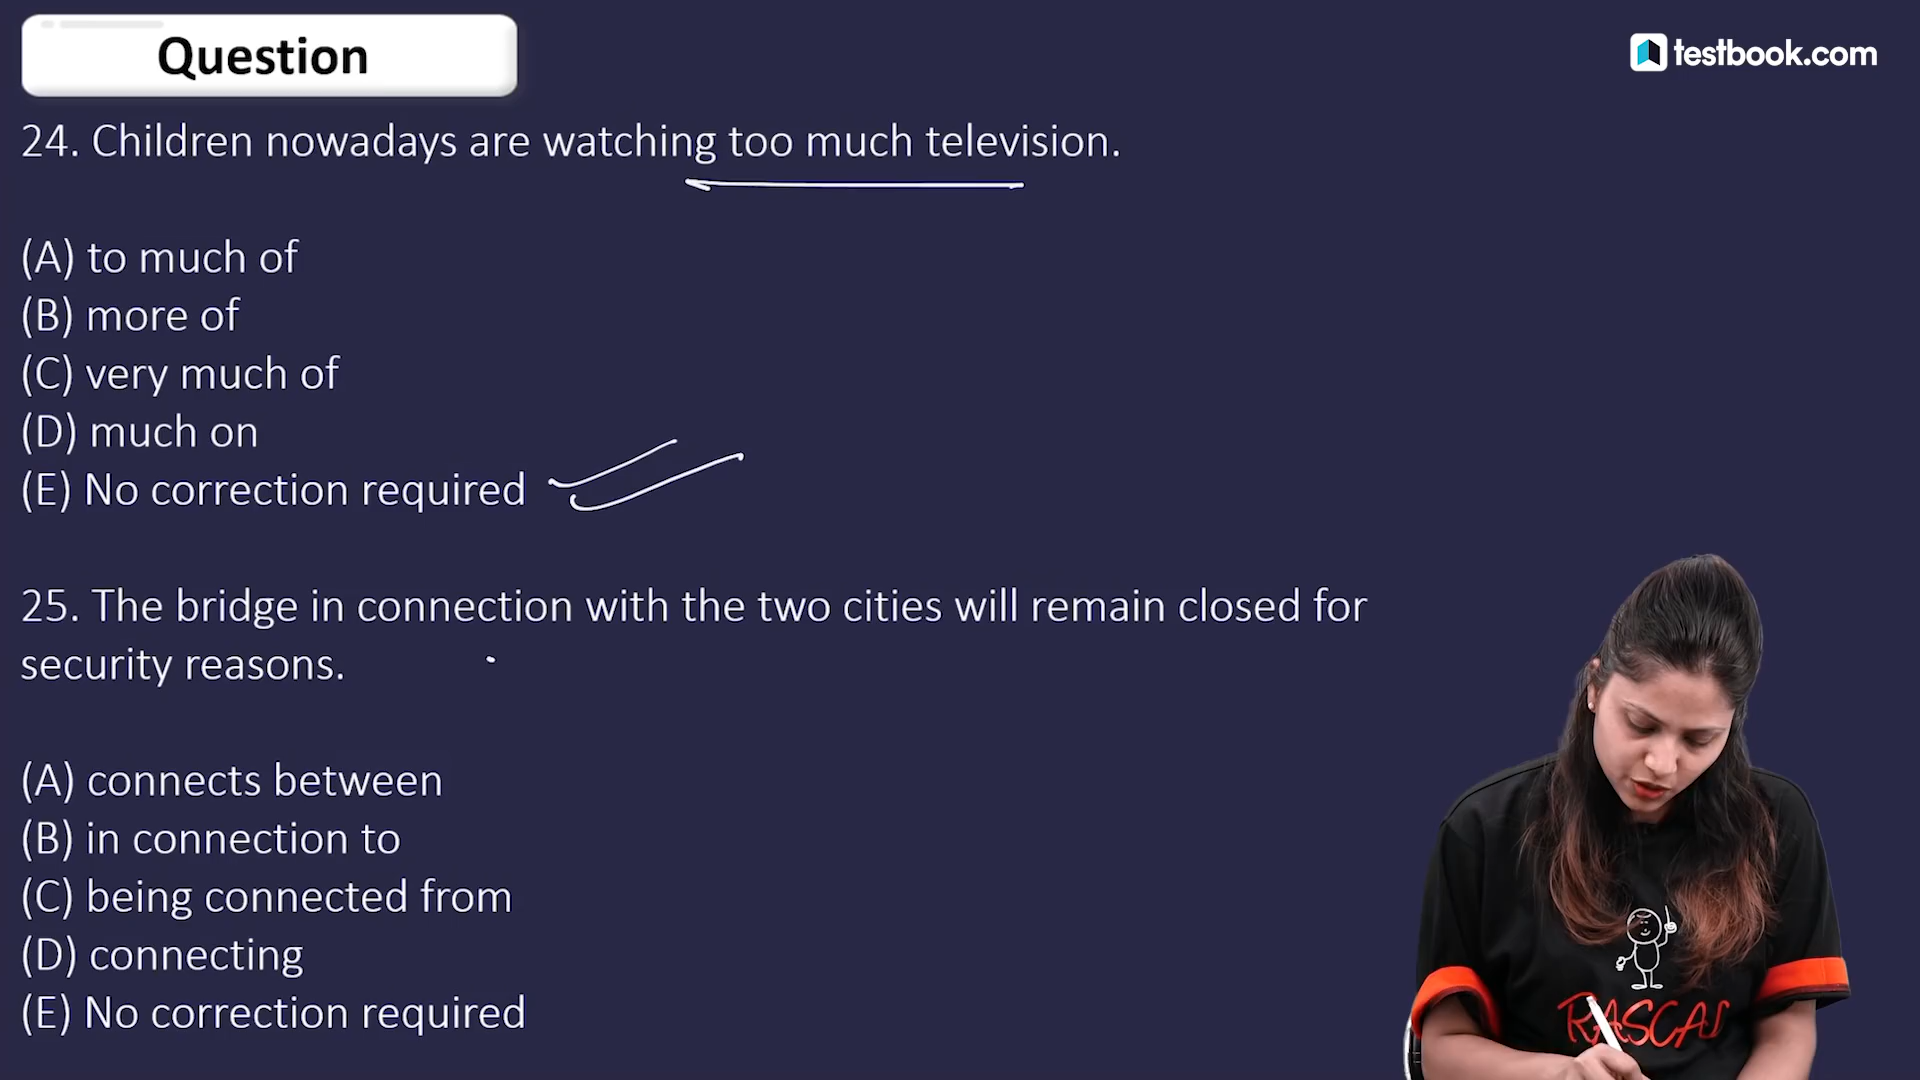 Question
testbook.com
24. Children nowadays are watching too much television.
(A) to much of
(B) more of
(C) very much of
(D) much on
(E) No correction required
25. The bridge in connection with the two cities will remain closed for
security reasons.
(A) connects between
(B) in connection to
(C) being connected from
(D) connecting
(E) No correction required
RASCAL